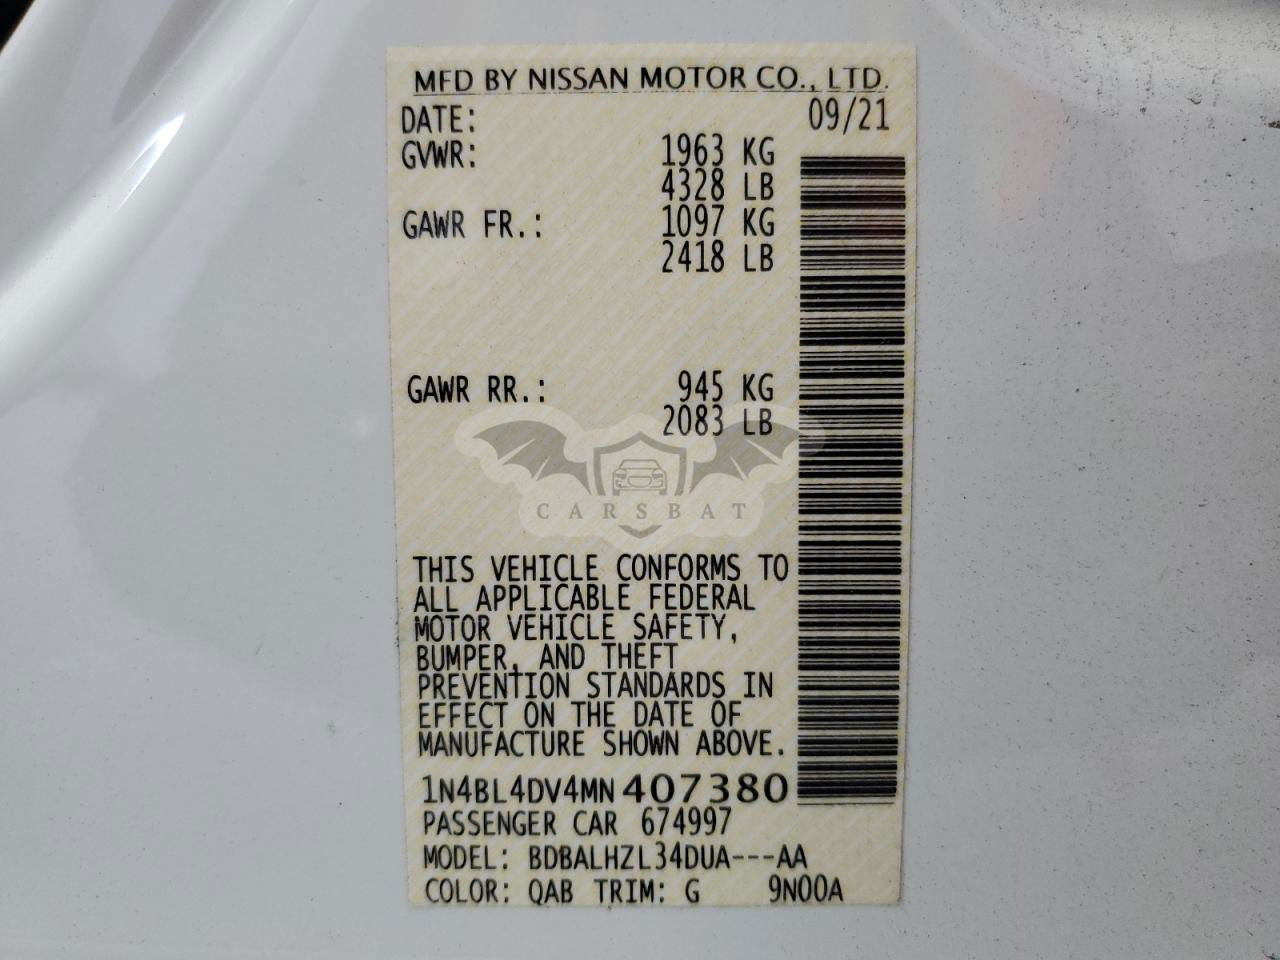 MFD BY NISSAN MOTOR CO., LTD.
DATE: 09/21
GVWR: 1963 KG
4328 LB
GAWR FR.: 1097 KG
2418 LB
GAWR RR.: 945 KG
2083 LB
CARSBAT
THIS VEHICLE CONFORMS TO
ALL APPLICABLE FEDERAL
MOTOR VEHICLE SAFETY,
BUMPER, AND THEFT
PREVENTION STANDARDS IN
EFFECT ON THE DATE OF
MANUFACTURE SHOWN ABOVE.
1N4BL4DV4MN407380
PASSENGER CAR 674997
MODEL: BDBALHZL34DUA---AA
COLOR: QAB TRIM: G 9N00A